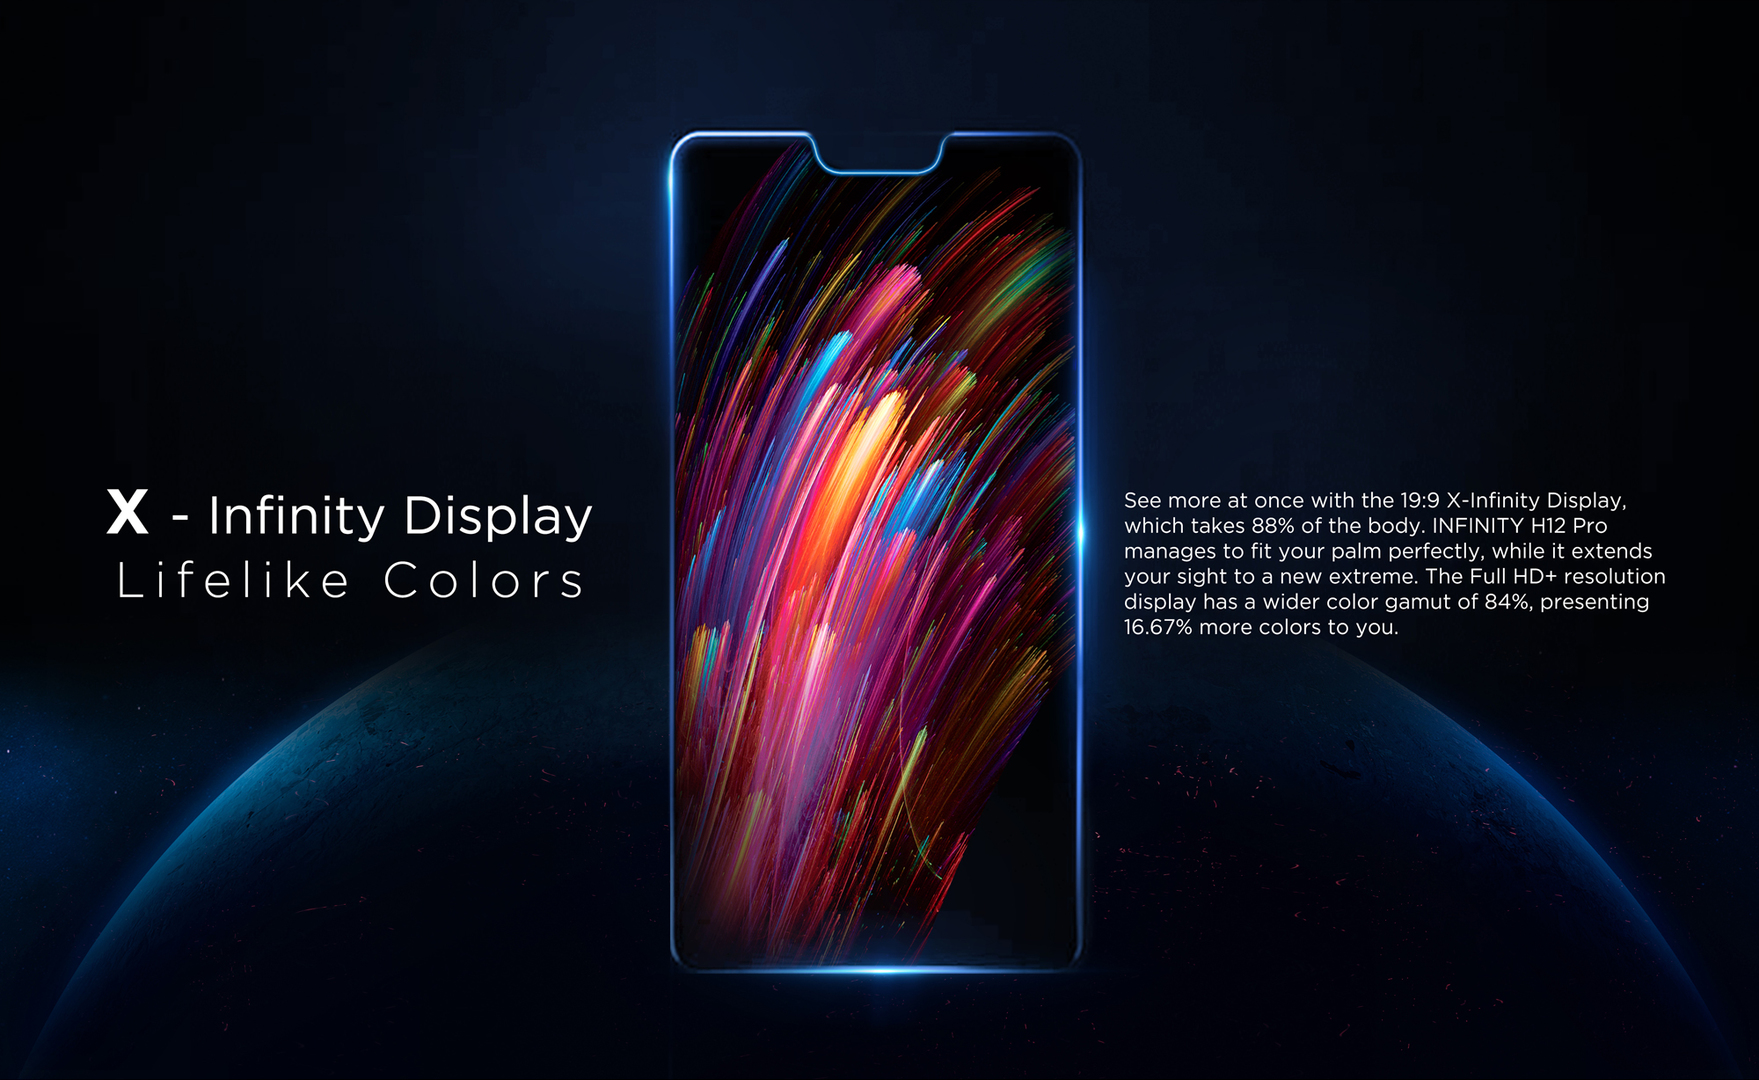 X - Infinity Display
Lifelike Colors
See more at once with the 19:9 X-Infinity Display,
which takes 88% of the body. INFINITY H12 Pro
manages to fit your palm perfectly, while it extends
your sight to a new extreme. The Full HD+ resolution
display has a wider color gamut of 84%, presenting
16.67% more colors to you.